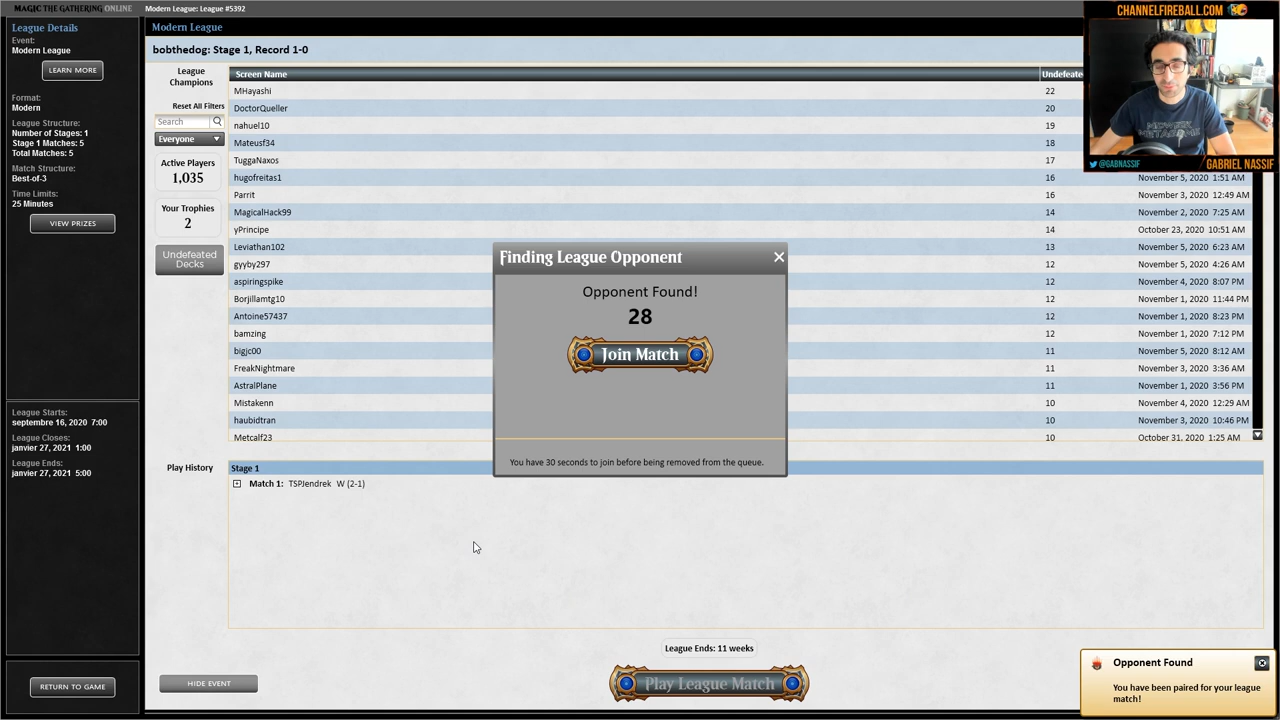 MAGIC THE GATHERING ONLINE
Modern League: League #5392
League Details
Event:
Modern League
LEARN MORE
Format:
Modern
League Structure:
Number of Stages: 1
Stage 1 Matches: 5
Total Matches: 5
Match Structure:
Best-of-3
Time Limits:
25 Minutes
VIEW PRIZES
League Starts:
septembre 16, 2020 7:00
League Closes:
janvier 27, 2021 1:00
League Ends:
janvier 27, 2021 5:00
RETURN TO GAME
Modern League
bobthedog: Stage 1, Record 1-0
League
Champions
Reset All Filters
Search
Everyone
Active Players
1,035
Your Trophies
2
Undefeated
Decks
Screen Name Undefeate
MHayashi 22
DoctorQueller 20
nahuel10 19
Mateusf34 18
TuggaNaxos 17
hugofreitas1 16 November 5, 2020 1:51 AM
Parrit 16 November 3, 2020 12:49 AM
MagicalHack99 14 November 2, 2020 7:25 AM
yPrincipe 14 October 23, 2020 10:51 AM
Leviathan102 13 November 5, 2020 6:23 AM
gyyby297 12 November 5, 2020 4:26 AM
aspiringspike 12 November 4, 2020 8:07 PM
Borjillamtg10 12 November 1, 2020 11:44 PM
Antoine57437 12 November 1, 2020 8:23 PM
bamzing 12 November 1, 2020 7:12 PM
bigjc00 11 November 5, 2020 8:12 AM
FreakNightmare 11 November 3, 2020 3:36 AM
AstralPlane 11 November 1, 2020 3:56 PM
Mistakenn 10 November 4, 2020 12:29 AM
haubidtran 10 November 3, 2020 10:46 PM
Metcalf23 10 October 31, 2020 1:25 AM
Finding League Opponent
Opponent Found!
28
Join Match
You have 30 seconds to join before being removed from the queue.
Play History
Stage 1
Match 1: TSPJendrek W (2-1)
League Ends: 11 weeks
HIDE EVENT
Play League Match
CHANNELFIREBALL.COM
MIDWEEK
METAGAME
@GABNASSIF
GABRIEL NASSIF
Opponent Found
You have been paired for your league
match!